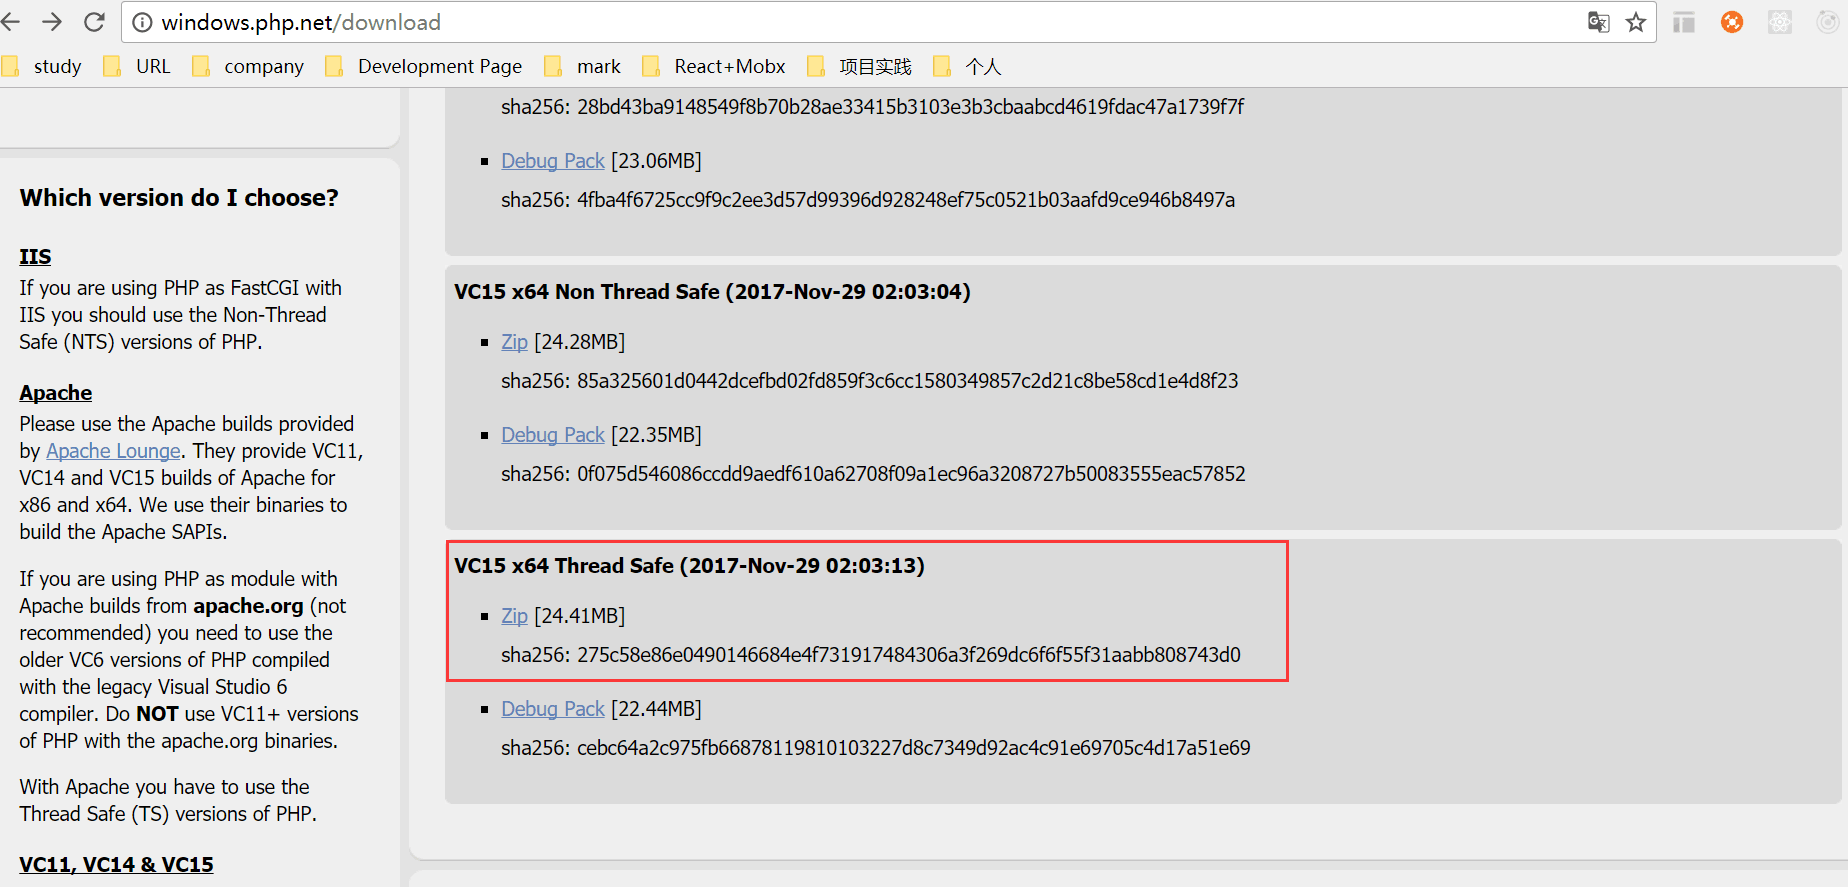 windows.php.net/download
study URL company Development Page mark React+Mobx 项目实践 个人
Which version do I choose?
IIS
If you are using PHP as FastCGI with
IIS you should use the Non-Thread
Safe (NTS) versions of PHP.
Apache
Please use the Apache builds provided
by Apache Lounge. They provide VC11,
VC14 and VC15 builds of Apache for
x86 and x64. We use their binaries to
build the Apache SAPIs.
If you are using PHP as module with
Apache builds from apache.org (not
recommended) you need to use the
older VC6 versions of PHP compiled
with the legacy Visual Studio 6
compiler. Do NOT use VC11+ versions
of PHP with the apache.org binaries.
With Apache you have to use the
Thread Safe (TS) versions of PHP.
VC11, VC14 & VC15
sha256: 28bd43ba9148549f8b70b28ae33415b3103e3b3cbaabcd4619fdac47a1739f7f
Debug Pack [23.06MB]
sha256: 4fba4f6725cc9f9c2ee3d57d99396d928248ef75c0521b03aafd9ce946b8497a
VC15 x64 Non Thread Safe (2017-Nov-29 02:03:04)
Zip [24.28MB]
sha256: 85a325601d0442dcefbd02fd859f3c6cc1580349857c2d21c8be58cd1e4d8f23
Debug Pack [22.35MB]
sha256: 0f075d546086ccdd9aedf610a62708f09a1ec96a3208727b50083555eac57852
VC15 x64 Thread Safe (2017-Nov-29 02:03:13)
Zip [24.41MB]
sha256: 275c58e86e0490146684e4f731917484306a3f269dc6f6f55f31aabb808743d0
Debug Pack [22.44MB]
sha256: cebc64a2c975fb66878119810103227d8c7349d92ac4c91e69705c4d17a51e69